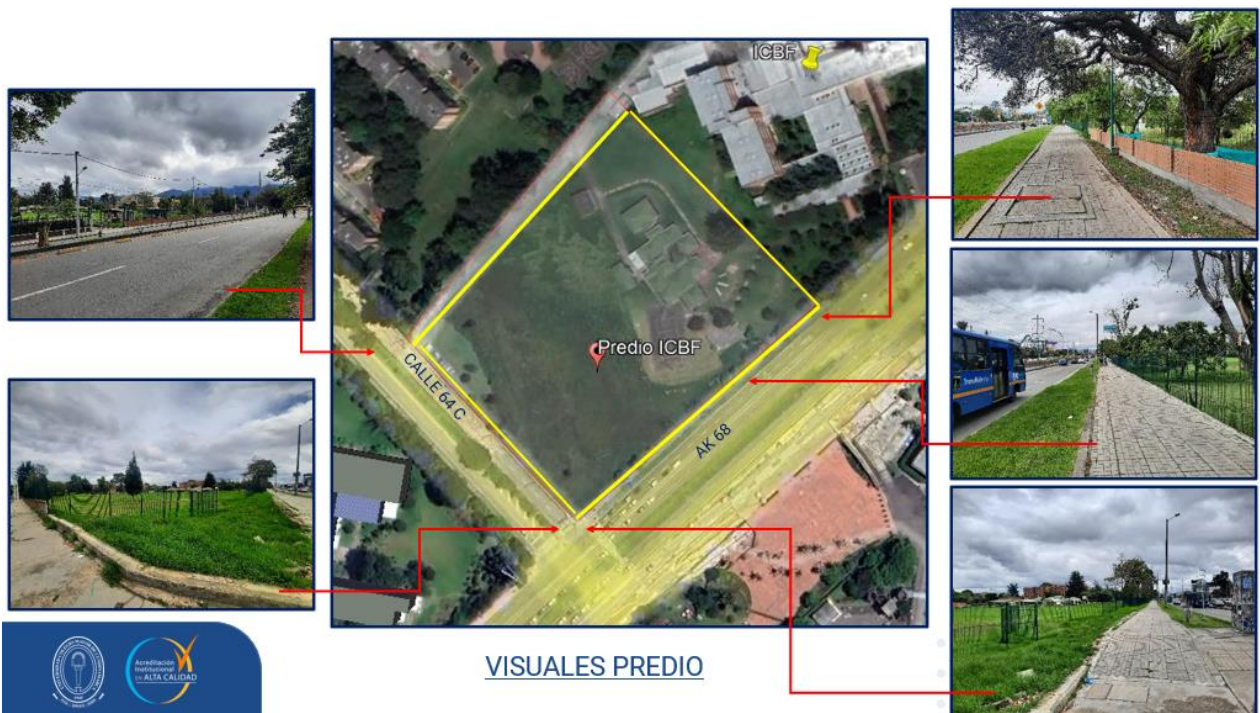 ICBF
Predio ICBF
CALLE 64 C
AK 68
Acreditación
Institucional
EN ALTA CALIDAD
VISUALES PREDIO